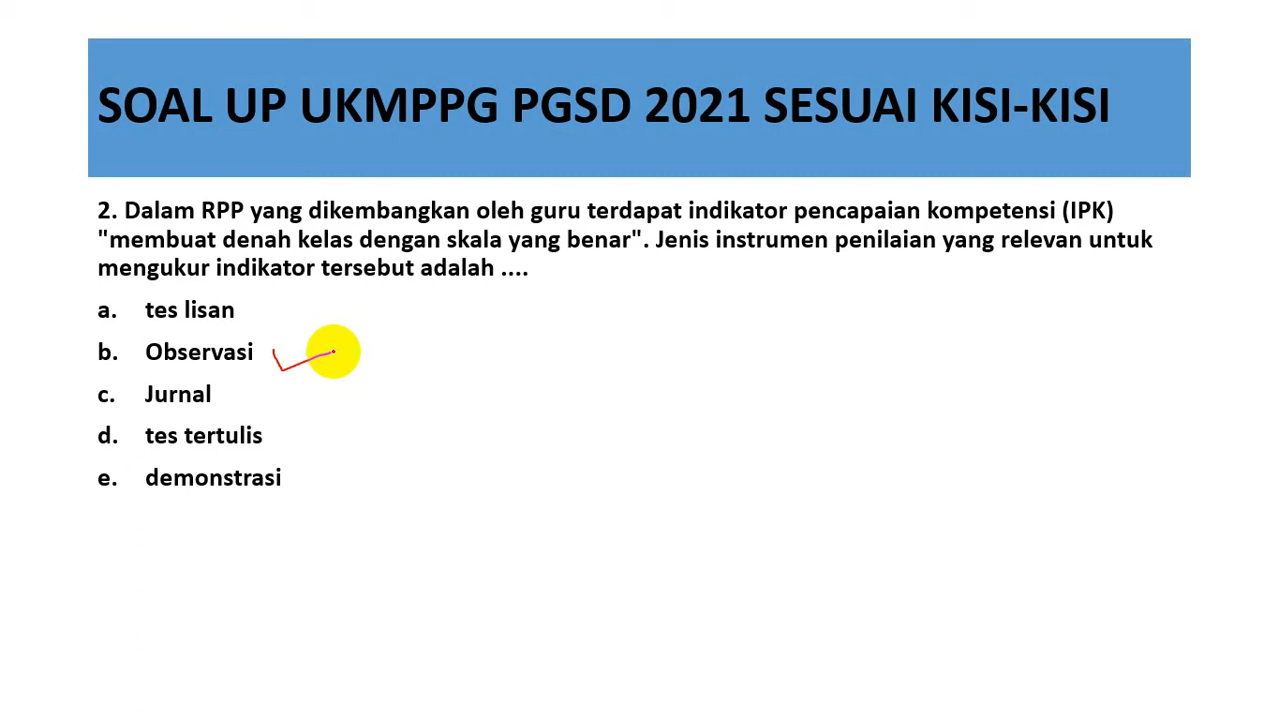 SOAL UP UKMPPG PGSD 2021 SESUAI KISI-KISI
2. Dalam RPP yang dikembangkan oleh guru terdapat indikator pencapaian kompetensi (IPK)
"membuat denah kelas dengan skala yang benar". Jenis instrumen penilaian yang relevan untuk
mengukur indikator tersebut adalah ....
a. tes lisan
b. Observasi
c. Jurnal
d. tes tertulis
e. demonstrasi